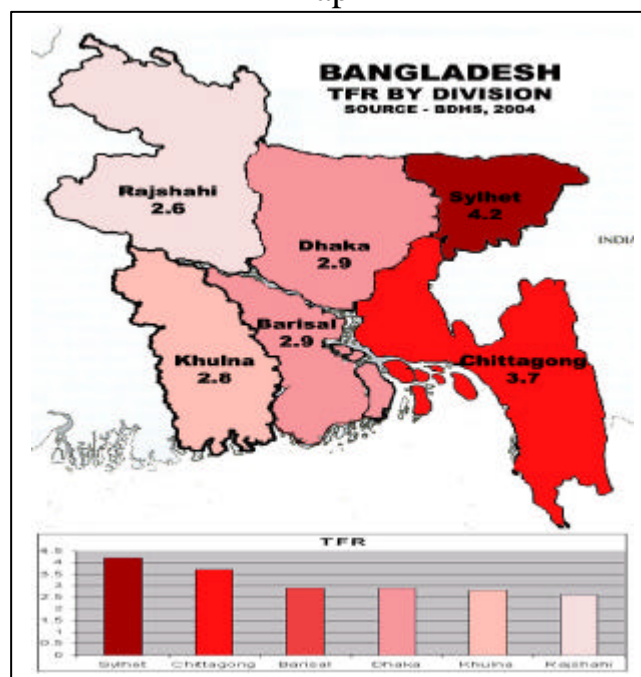 ap
BANGLADESH
TFR BY DIVISION
SOURCE - BDHS, 2004
Rajshahi
2.6
Sylhet
4.2
INDIA
Dhaka
2.9
Barisal
2.9
Khulna
2.8
Chittagong
3.7
TFR
4.5
4
3.5
3
2.5
2
1.5
1
0.5
0
Sylhet Chittagong Barisal Dhaka Khulna Rajshahi